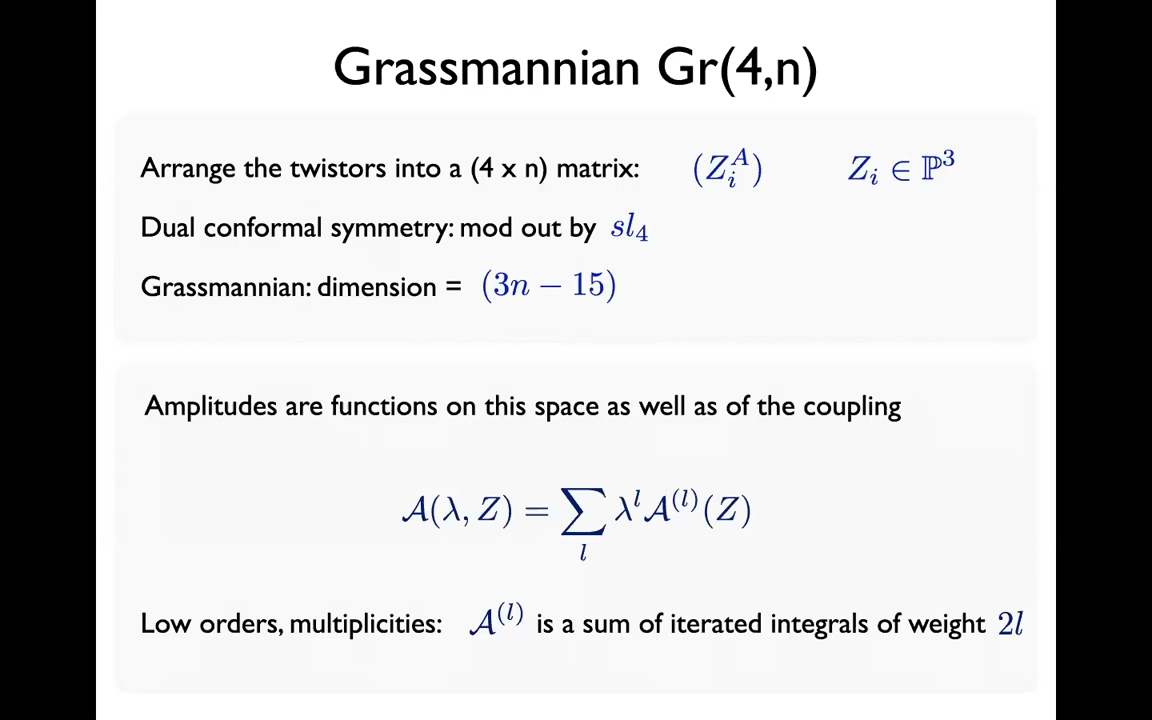 Grassmannian Gr(4,n)
Arrange the twistors into a (4 x n) matrix: (Z_i^A) Z_i ∈ ℙ^3
Dual conformal symmetry: mod out by sl_4
Grassmannian: dimension = (3n − 15)
Amplitudes are functions on this space as well as of the coupling
𝒜(λ, Z) = ∑_l λ^l 𝒜^{(l)}(Z)
Low orders, multiplicities: 𝒜^{(l)} is a sum of iterated integrals of weight 2l